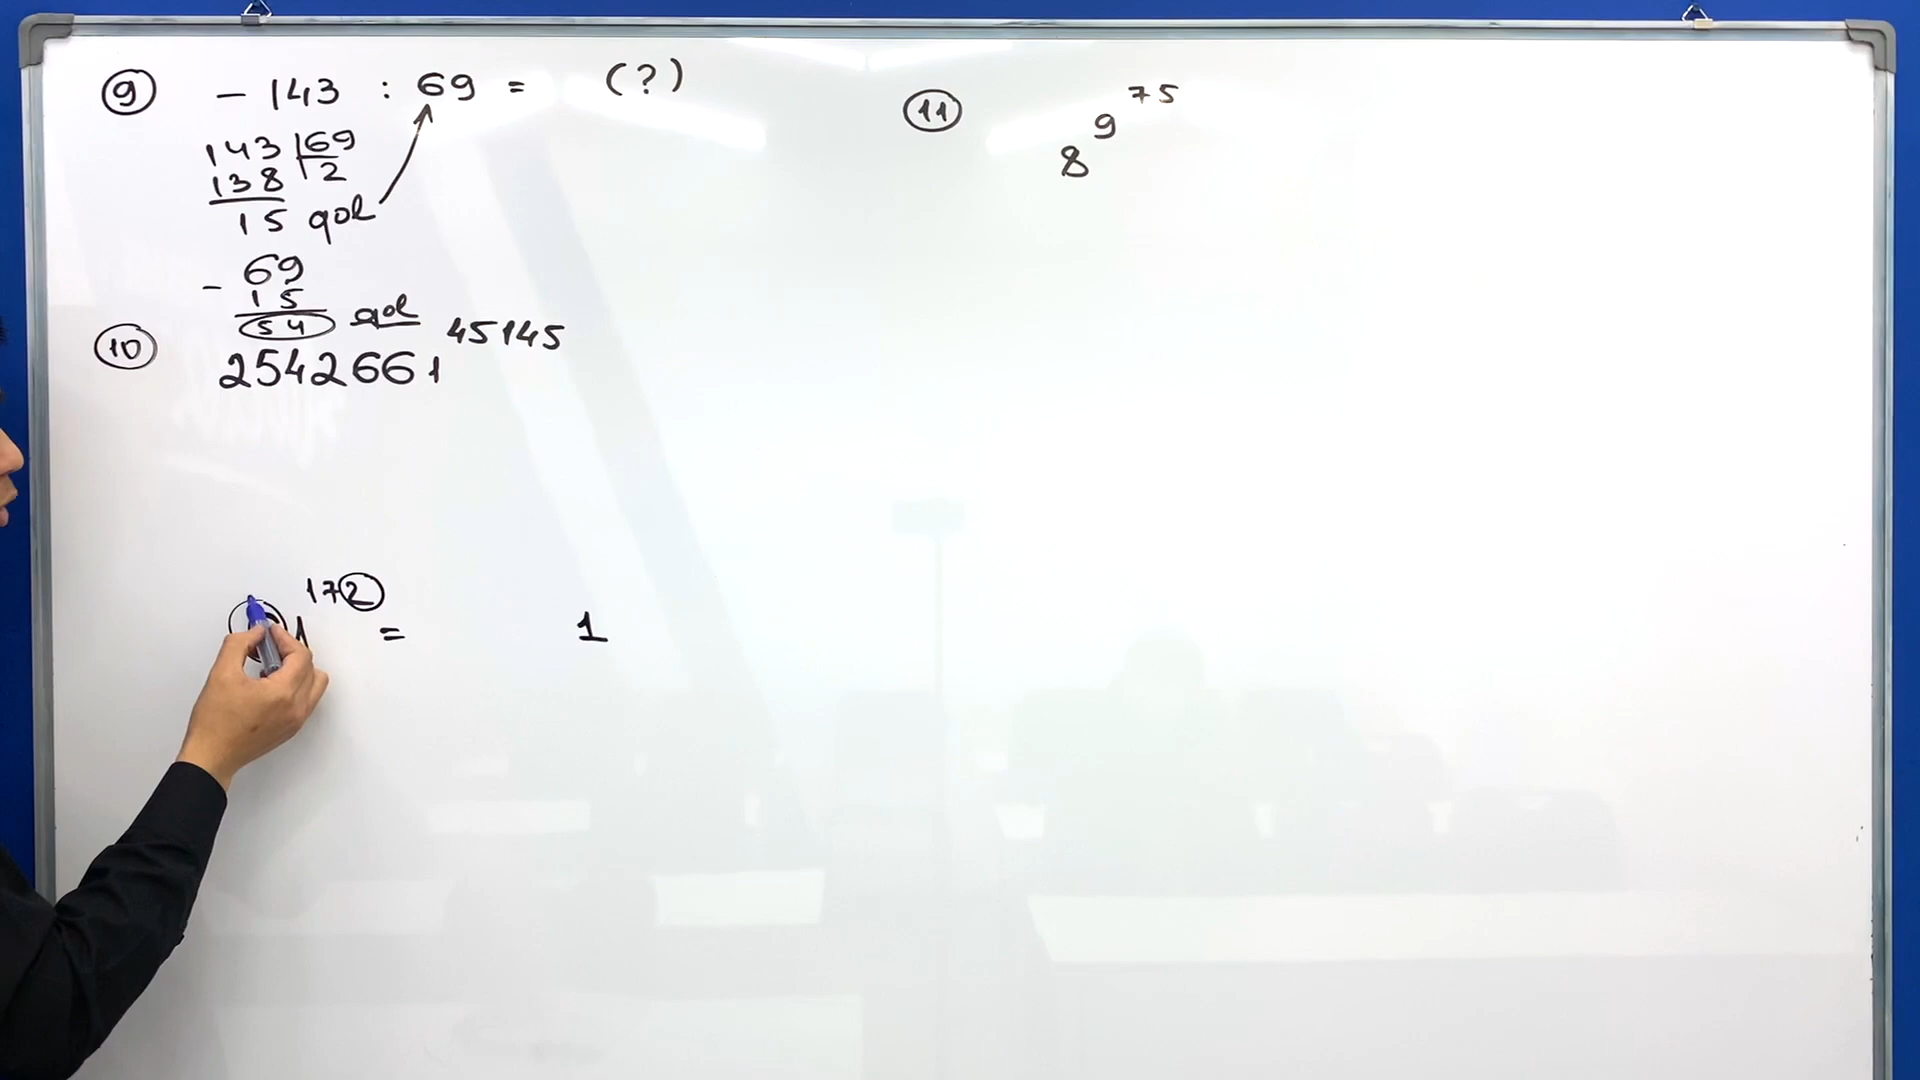 9 - 143 : 69 = (?)
143 69
138 2
15 qol
- 69
15
54 qol
10 2542661^45145
1^172 = 1
11 8^9^75